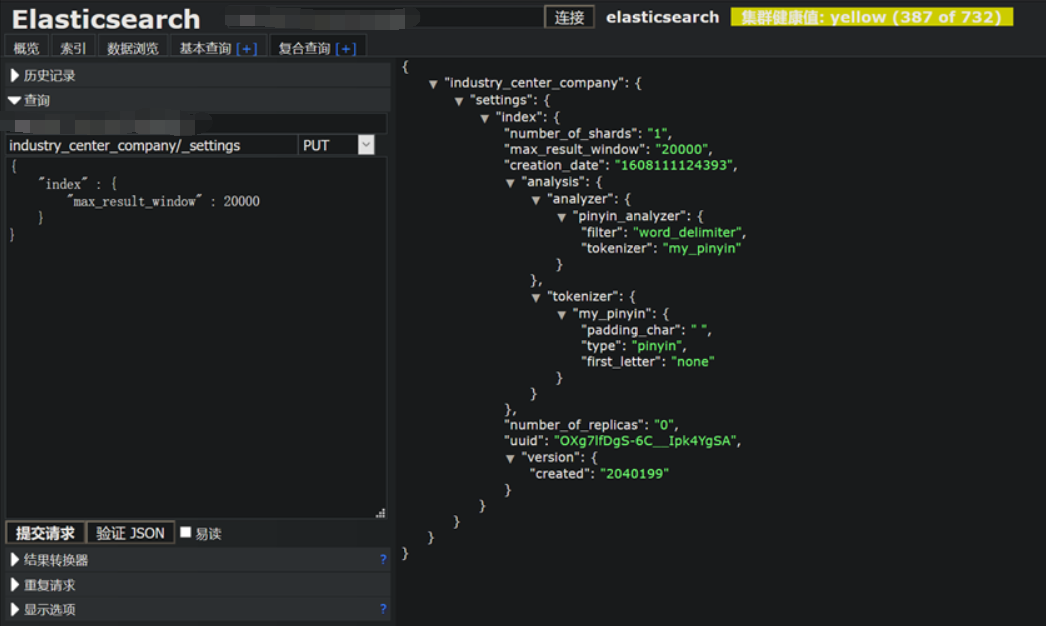 Elasticsearch
连接 elasticsearch 集群健康值: yellow (387 of 732)
概览 索引 数据浏览 基本查询 [+] 复合查询 [+]
历史记录
查询
industry_center_company/_settings PUT
{
"index" : {
"max_result_window" : 20000
}
}
提交请求 验证 JSON 易读
结果转换器 ?
重复请求
显示选项 ?
{
▼ "industry_center_company": {
▼ "settings": {
▼ "index": {
"number_of_shards": "1",
"max_result_window": "20000",
"creation_date": "1608111124393",
▼ "analysis": {
▼ "analyzer": {
▼ "pinyin_analyzer": {
"filter": "word_delimiter",
"tokenizer": "my_pinyin"
}
},
▼ "tokenizer": {
▼ "my_pinyin": {
"padding_char": " ",
"type": "pinyin",
"first_letter": "none"
}
}
},
"number_of_replicas": "0",
"uuid": "OXg7lfDgS-6C__Ipk4YgSA",
▼ "version": {
"created": "2040199"
}
}
}
}
}